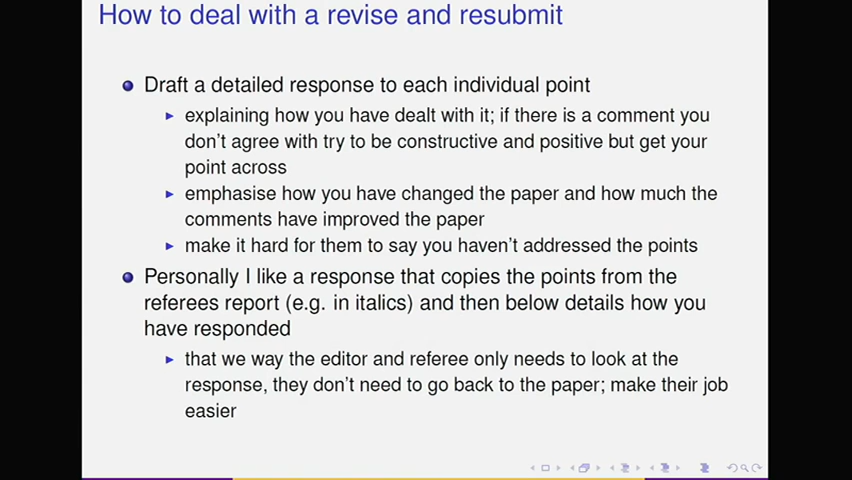 How to deal with a revise and resubmit
Draft a detailed response to each individual point
explaining how you have dealt with it; if there is a comment you
don't agree with try to be constructive and positive but get your
point across
emphasise how you have changed the paper and how much the
comments have improved the paper
make it hard for them to say you haven't addressed the points
Personally I like a response that copies the points from the
referees report (e.g. in italics) and then below details how you
have responded
that we way the editor and referee only needs to look at the
response, they don't need to go back to the paper; make their job
easier